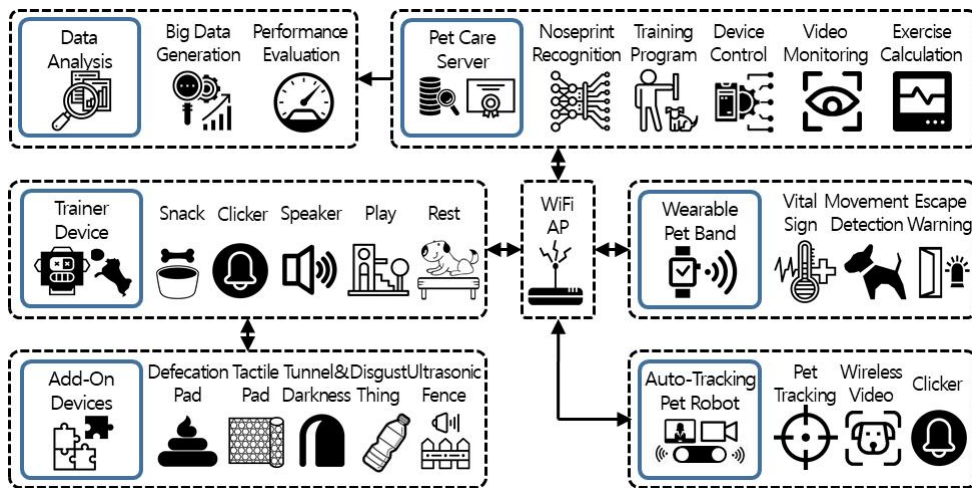 Data
Analysis
Big Data
Generation
Performance
Evaluation
Pet Care
Server
Noseprint
Recognition
Training
Program
Device
Control
Video
Monitoring
Exercise
Calculation
Trainer
Device
Snack
Clicker
Speaker
Play
Rest
WiFi
AP
Wearable
Pet Band
Vital
Sign
Movement
Detection
Escape
Warning
Add-On
Devices
Defecation
Pad
Tactile
Pad
Tunnel&
Darkness
Disgust
Thing
Ultrasonic
Fence
Auto-Tracking
Pet Robot
Pet
Tracking
Wireless
Video
Clicker